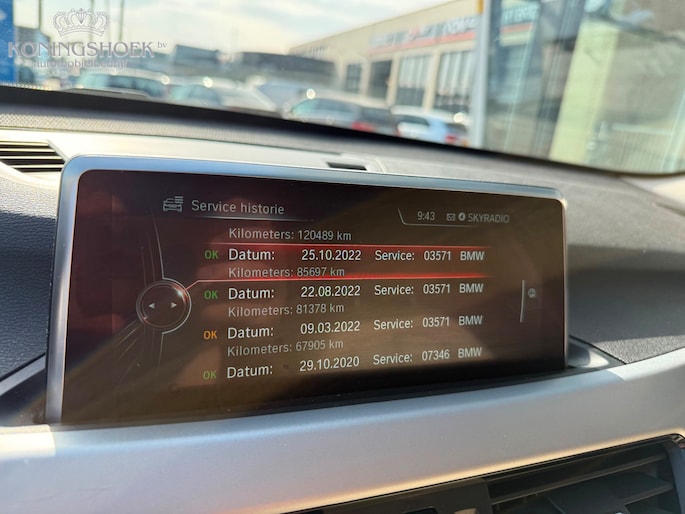 KONINGSHOEK bv
automobielbedrijf
Service historie
9:43 SKYRADIO
Kilometers: 120489 km
OK Datum: 25.10.2022 Service: 03571 BMW
Kilometers: 85697 km
OK Datum: 22.08.2022 Service: 03571 BMW
Kilometers: 81378 km
OK Datum: 09.03.2022 Service: 03571 BMW
Kilometers: 67905 km
OK Datum: 29.10.2020 Service: 07346 BMW